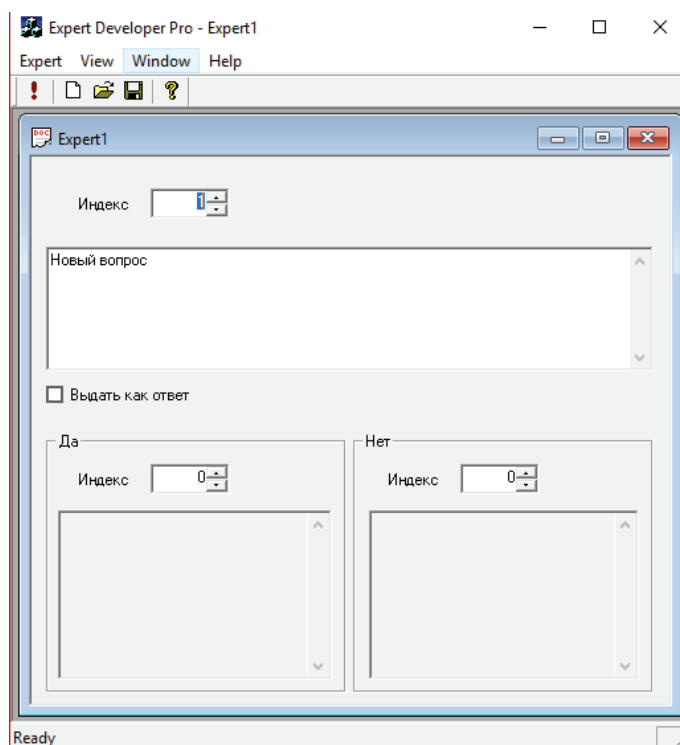 Expert Developer Pro - Expert1
Expert View Window Help
DOC Expert1
Индекс 1
Новый вопрос
Выдать как ответ
Да Нет
Индекс 0 Индекс 0
Ready